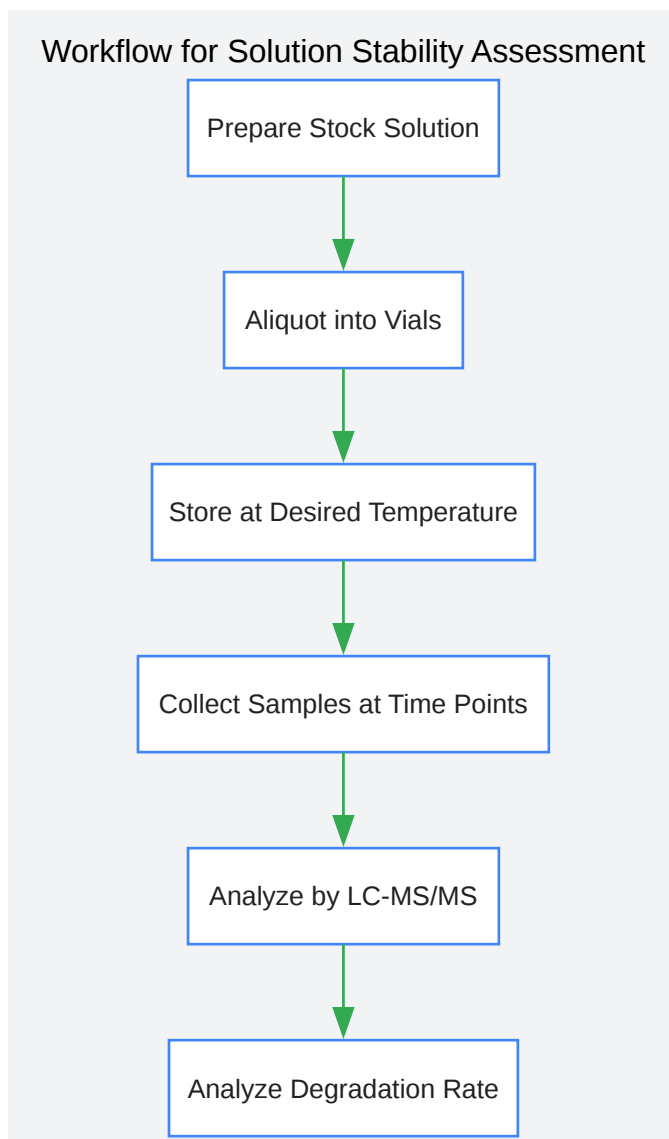 Workflow for Solution Stability Assessment
Prepare Stock Solution
Aliquot into Vials
Store at Desired Temperature
Collect Samples at Time Points
Analyze by LC-MS/MS
Analyze Degradation Rate